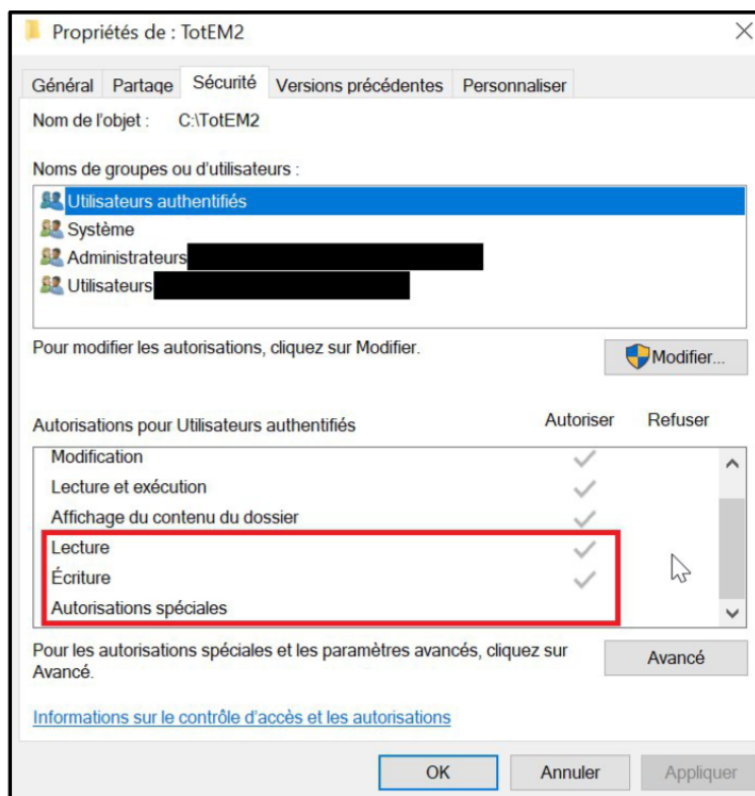 Propriétés de : TotEM2
Général Partage Sécurité Versions précédentes Personnaliser
Nom de l'objet : C:\TotEM2
Noms de groupes ou d'utilisateurs :
Utilisateurs authentifiés
Système
Administrateurs
Utilisateurs
Pour modifier les autorisations, cliquez sur Modifier.
Modifier...
Autorisations pour Utilisateurs authentifiés Autoriser Refuser
Modification
Lecture et exécution
Affichage du contenu du dossier
Lecture
Écriture
Autorisations spéciales
Pour les autorisations spéciales et les paramètres avancés, cliquez sur
Avancé.
Avancé
Informations sur le contrôle d'accès et les autorisations
OK Annuler Appliquer